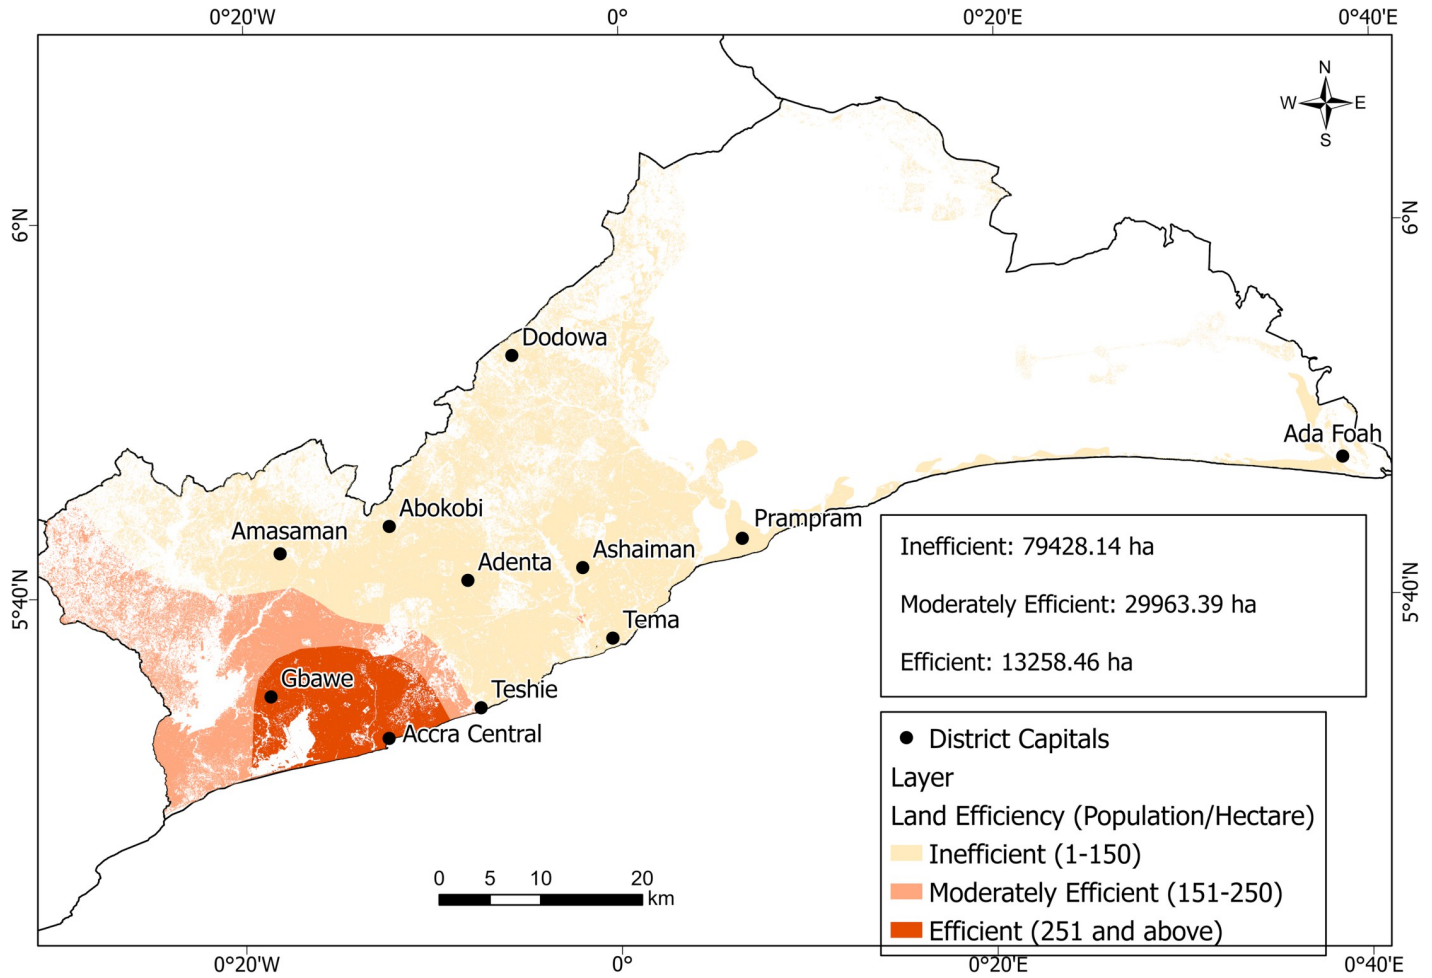 0°20'W 0° 0°20'E 0°40'E
N
W E
S
6°N 6°N
Dodowa
Ada Foah
Abokobi
Prampram
Amasaman
Ashaiman
Adenta
Inefficient: 79428.14 ha
5°40'N 5°40'N
Moderately Efficient: 29963.39 ha
Tema
Efficient: 13258.46 ha
Gbawe
Teshie
Accra Central
District Capitals
Layer
Land Efficiency (Population/Hectare)
Inefficient (1-150)
Moderately Efficient (151-250)
Efficient (251 and above)
0 5 10 20
km
0°20'W 0° 0°20'E 0°40'E